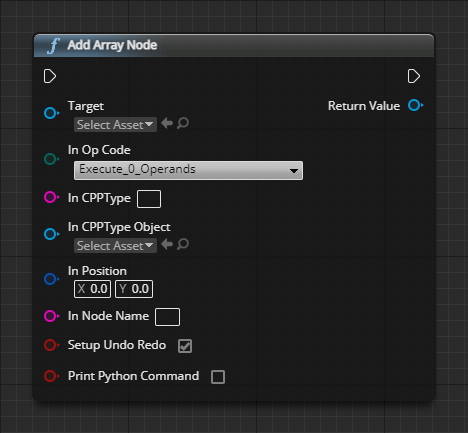 f Add Array Node
Target Return Value
Select Asset
In Op Code
Execute_0_Operands
In CPPType
In CPPType Object
Select Asset
In Position
X 0.0 Y 0.0
In Node Name
Setup Undo Redo
Print Python Command